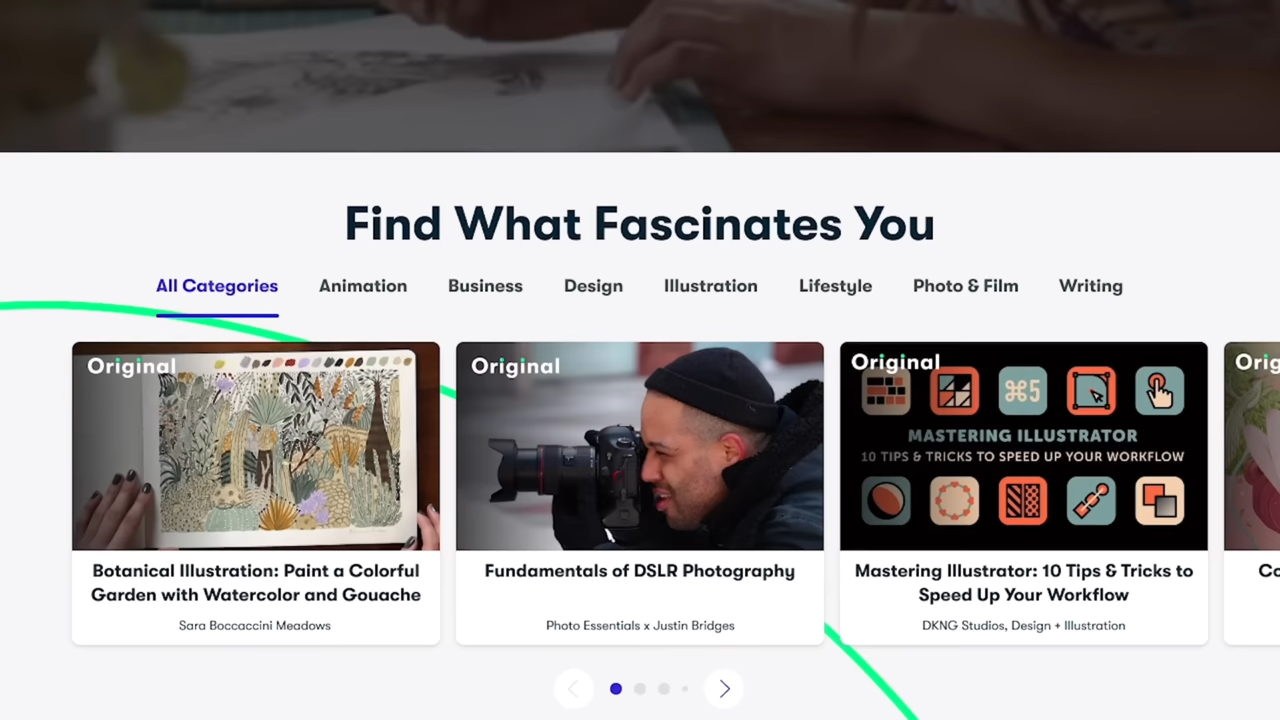 Find What Fascinates You
All Categories
Animation
Business
Design
Illustration
Lifestyle
Photo & Film
Writing
Original
Botanical Illustration: Paint a Colorful
Garden with Watercolor and Gouache
Sara Boccaccini Meadows
Original
Fundamentals of DSLR Photography
Photo Essentials x Justin Bridges
Original
⌘5
MASTERING ILLUSTRATOR
10 TIPS & TRICKS TO SPEED UP YOUR WORKFLOW
Mastering Illustrator: 10 Tips & Tricks to
Speed Up Your Workflow
DKNG Studios, Design + Illustration
Orig
Co